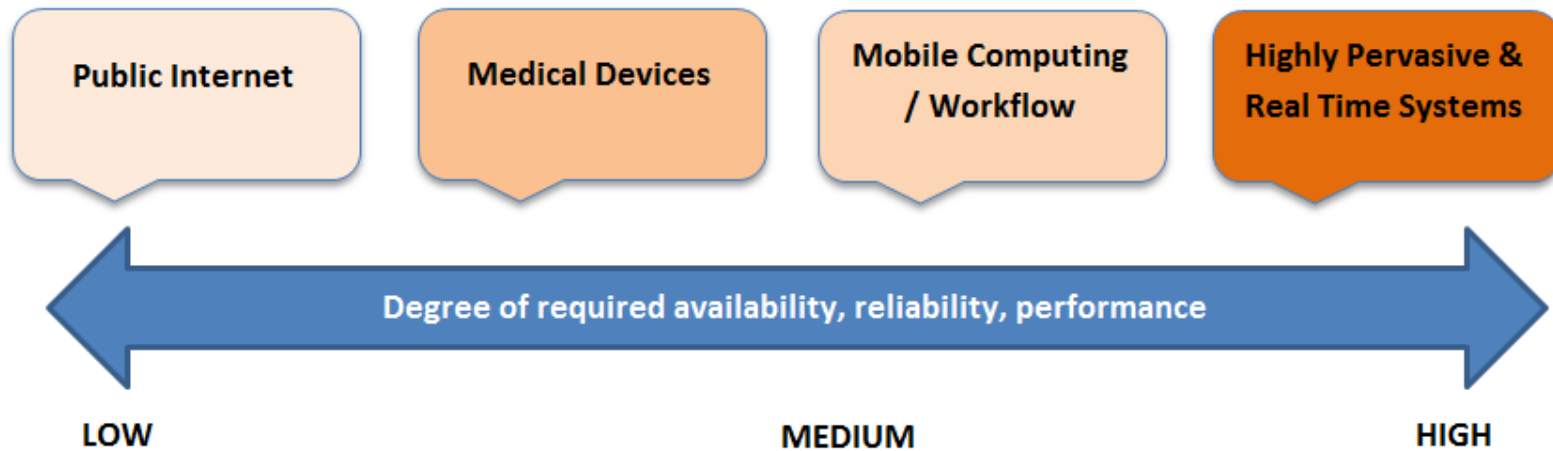 Public Internet
Medical Devices
Mobile Computing
/ Workflow
Highly Pervasive &
Real Time Systems
Degree of required availability, reliability, performance
LOW
MEDIUM
HIGH